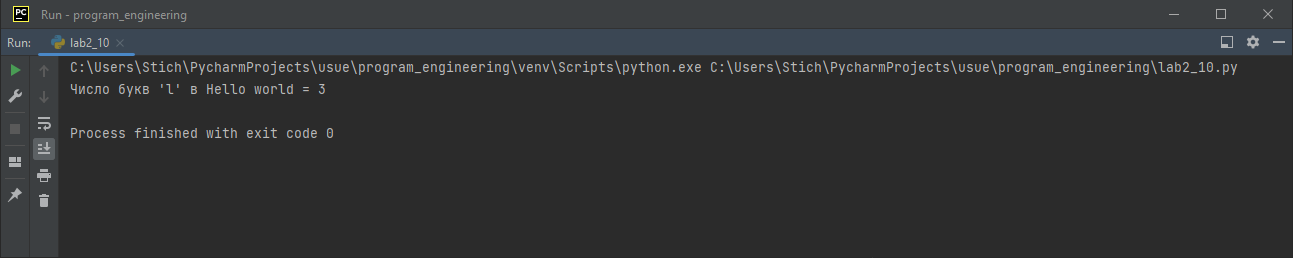 PC Run - program_engineering
Run: lab2_10
C:\Users\Stich\PycharmProjects\usue\program_engineering\venv\Scripts\python.exe C:\Users\Stich\PycharmProjects\usue\program_engineering\lab2_10.py
Число букв 'l' в Hello world = 3
Process finished with exit code 0